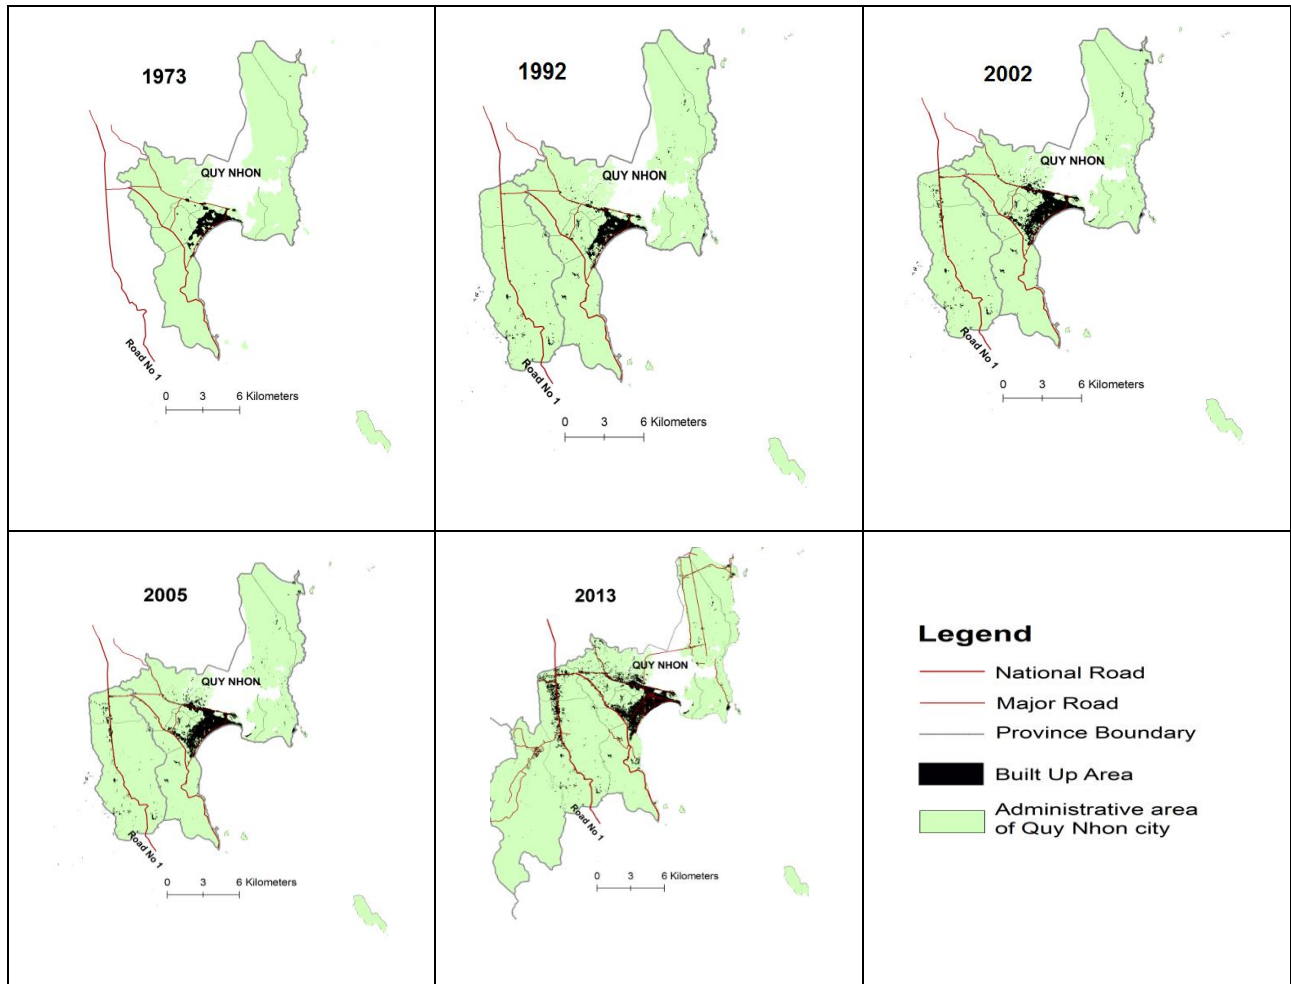 1973
QUY NHON
Road No 1
0 3 6 Kilometers
1992
QUY NHON
Road No 1
0 3 6 Kilometers
2002
QUY NHON
Road No 1
0 3 6 Kilometers
2005
QUY NHON
Road No 1
0 3 6 Kilometers
2013
QUY NHON
Road No 1
0 3 6 Kilometers
Legend
National Road
Major Road
Province Boundary
Built Up Area
Administrative area
of Quy Nhon city